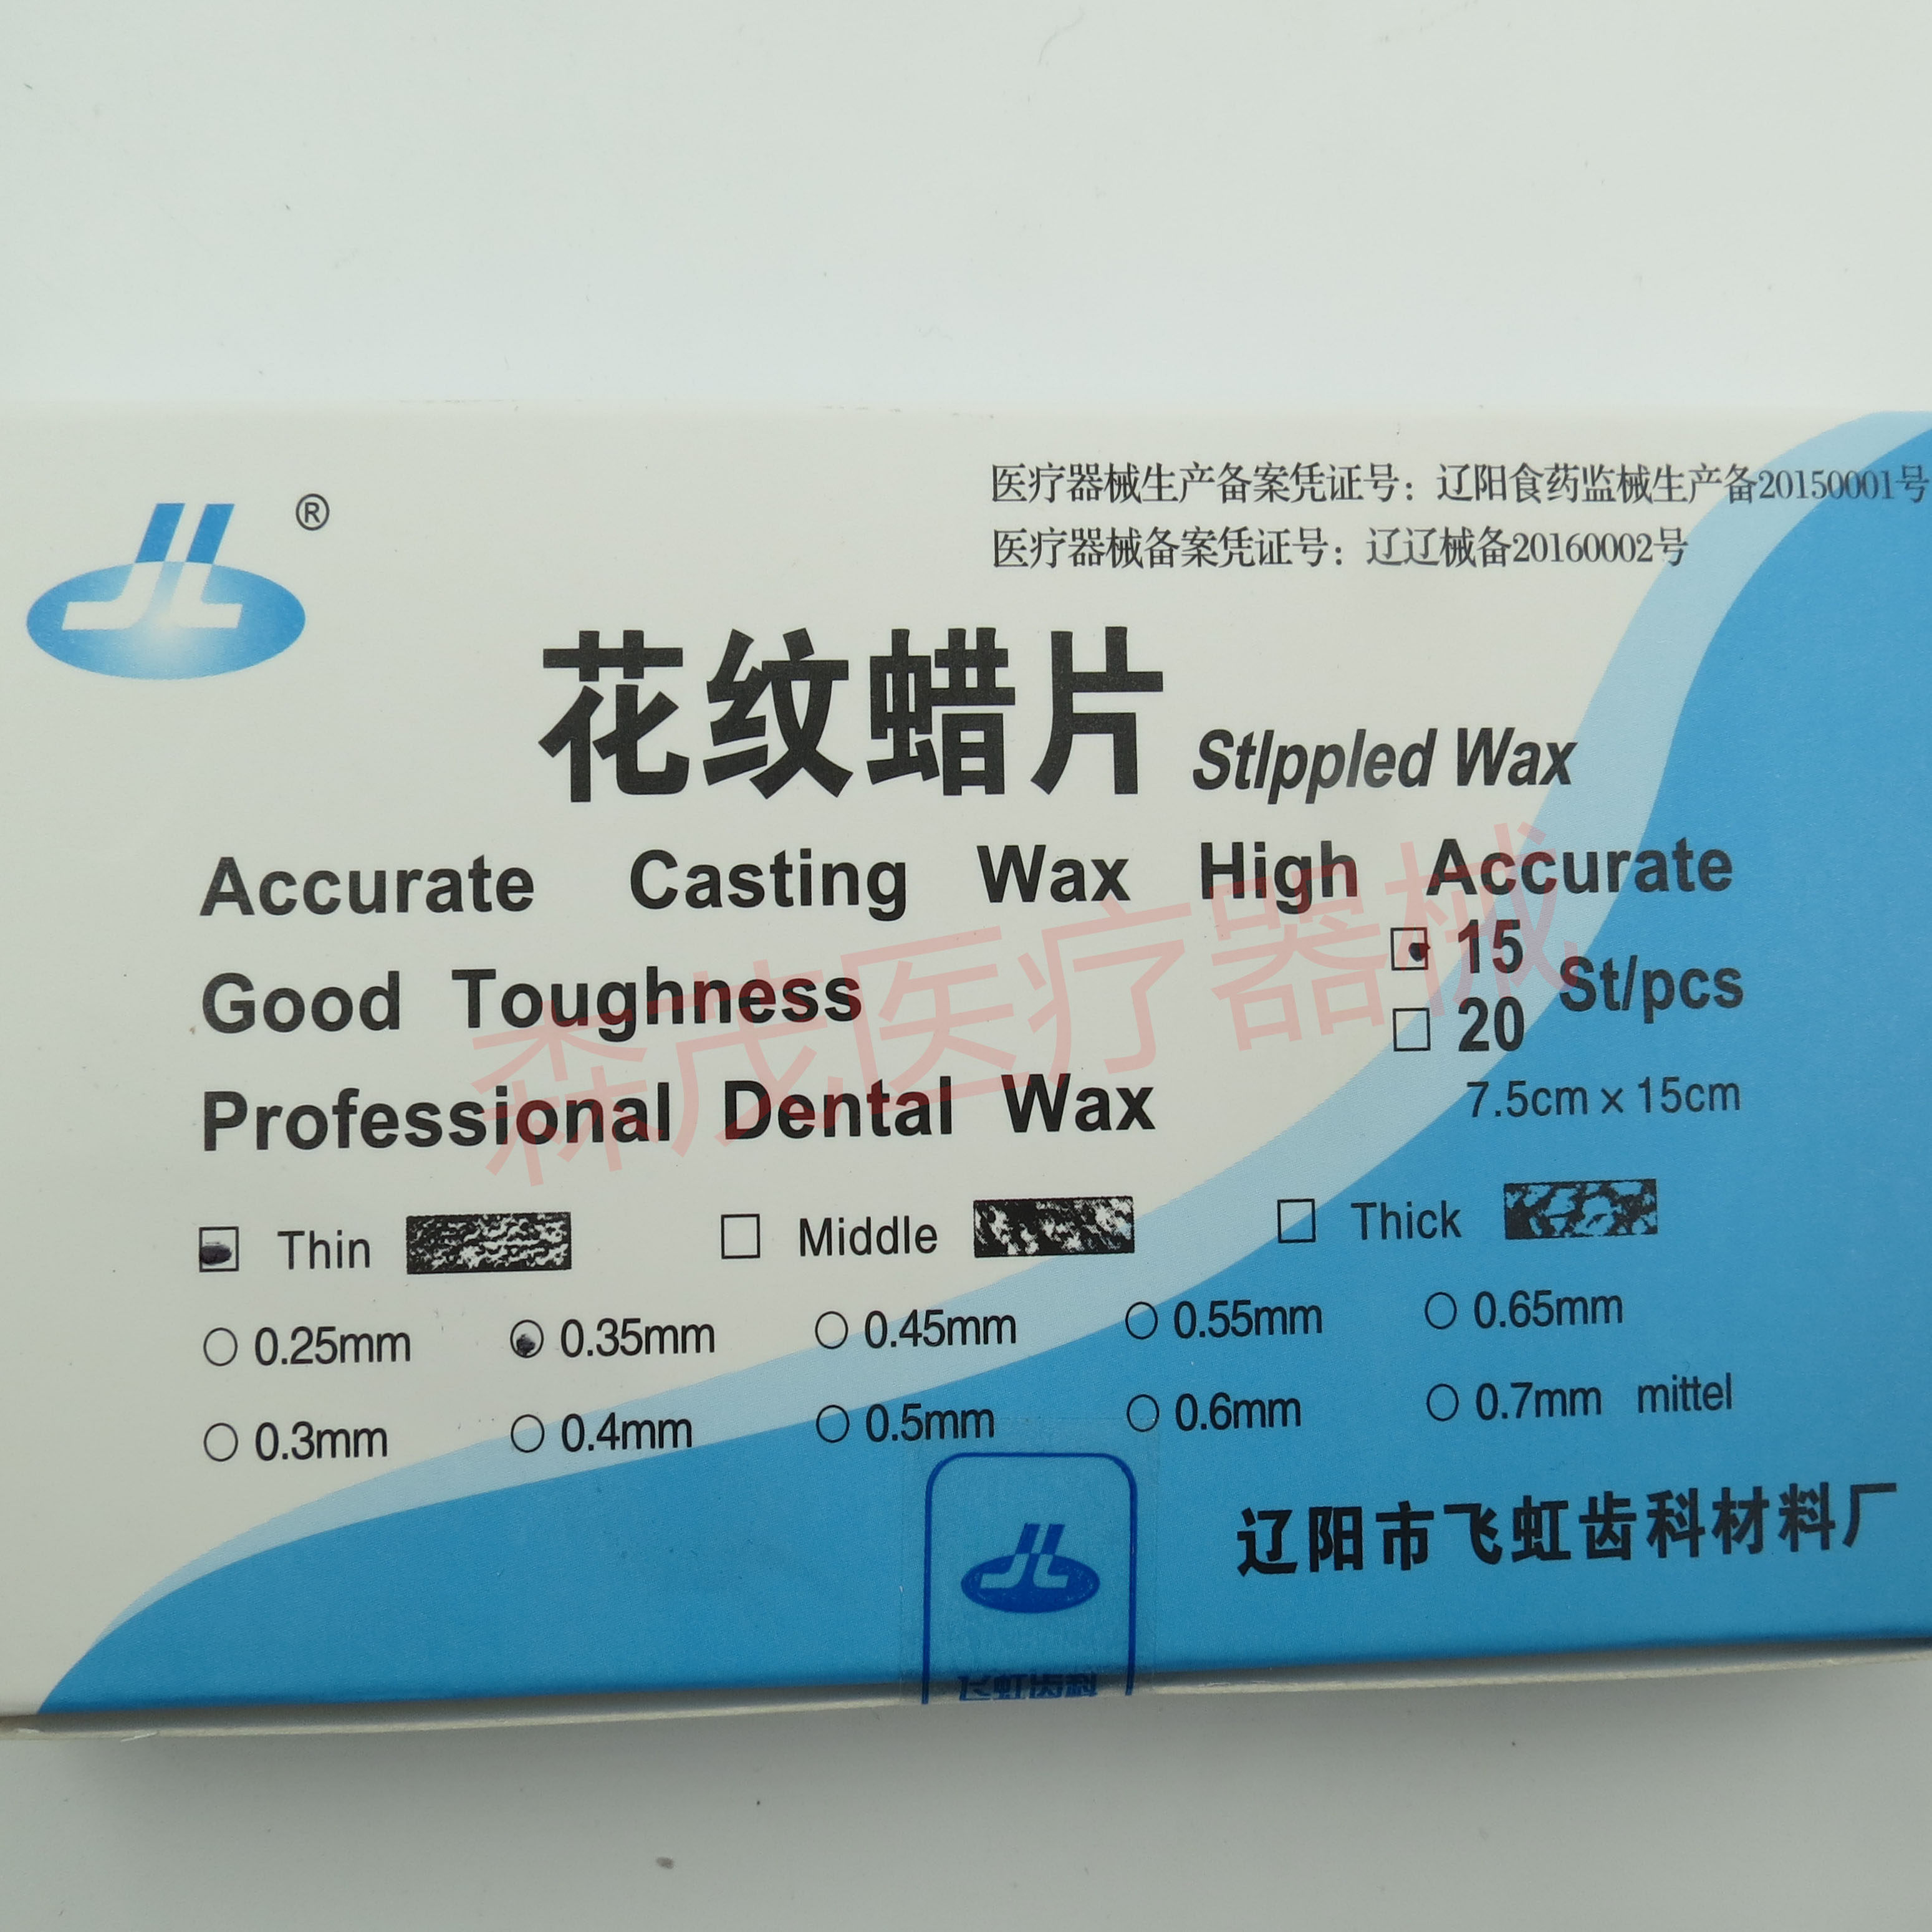 ®
医疗器械生产备案凭证号：辽阳食药监械生产备20150001号
医疗器械备案凭证号：辽辽械备20160002号
花纹蜡片 Stlppled Wax
Accurate Casting Wax High Accurate
Good Toughness
15
20
St/pcs
Professional Dental Wax
7.5cm×15cm
Thin Middle Thick
0.25mm 0.35mm 0.45mm 0.55mm 0.65mm
0.3mm 0.4mm 0.5mm 0.6mm 0.7mm mittel
辽阳市飞虹齿科材料厂
JL
飞虹齿科
森茂医疗器械